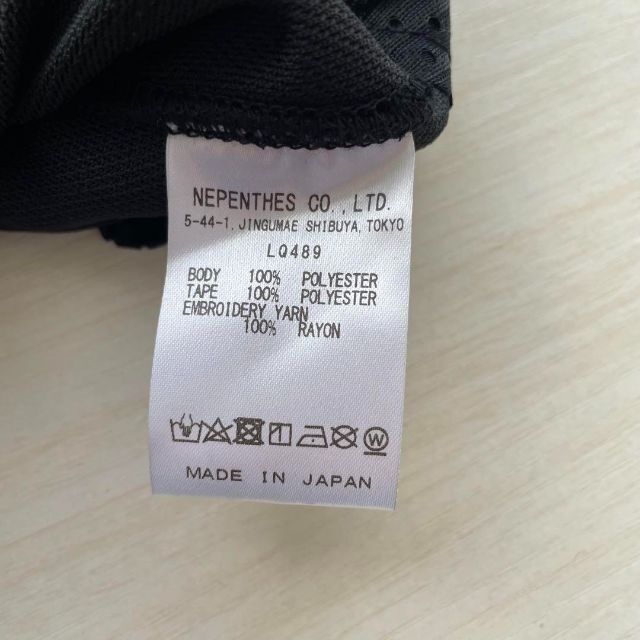 NEPENTHES CO.,LTD.
5-44-1, JINGUMAE SHIBUYA, TOKYO
LQ489
BODY 100% POLYESTER
TAPE 100% POLYESTER
EMBROIDERY YARN
100% RAYON
W
MADE IN JAPAN